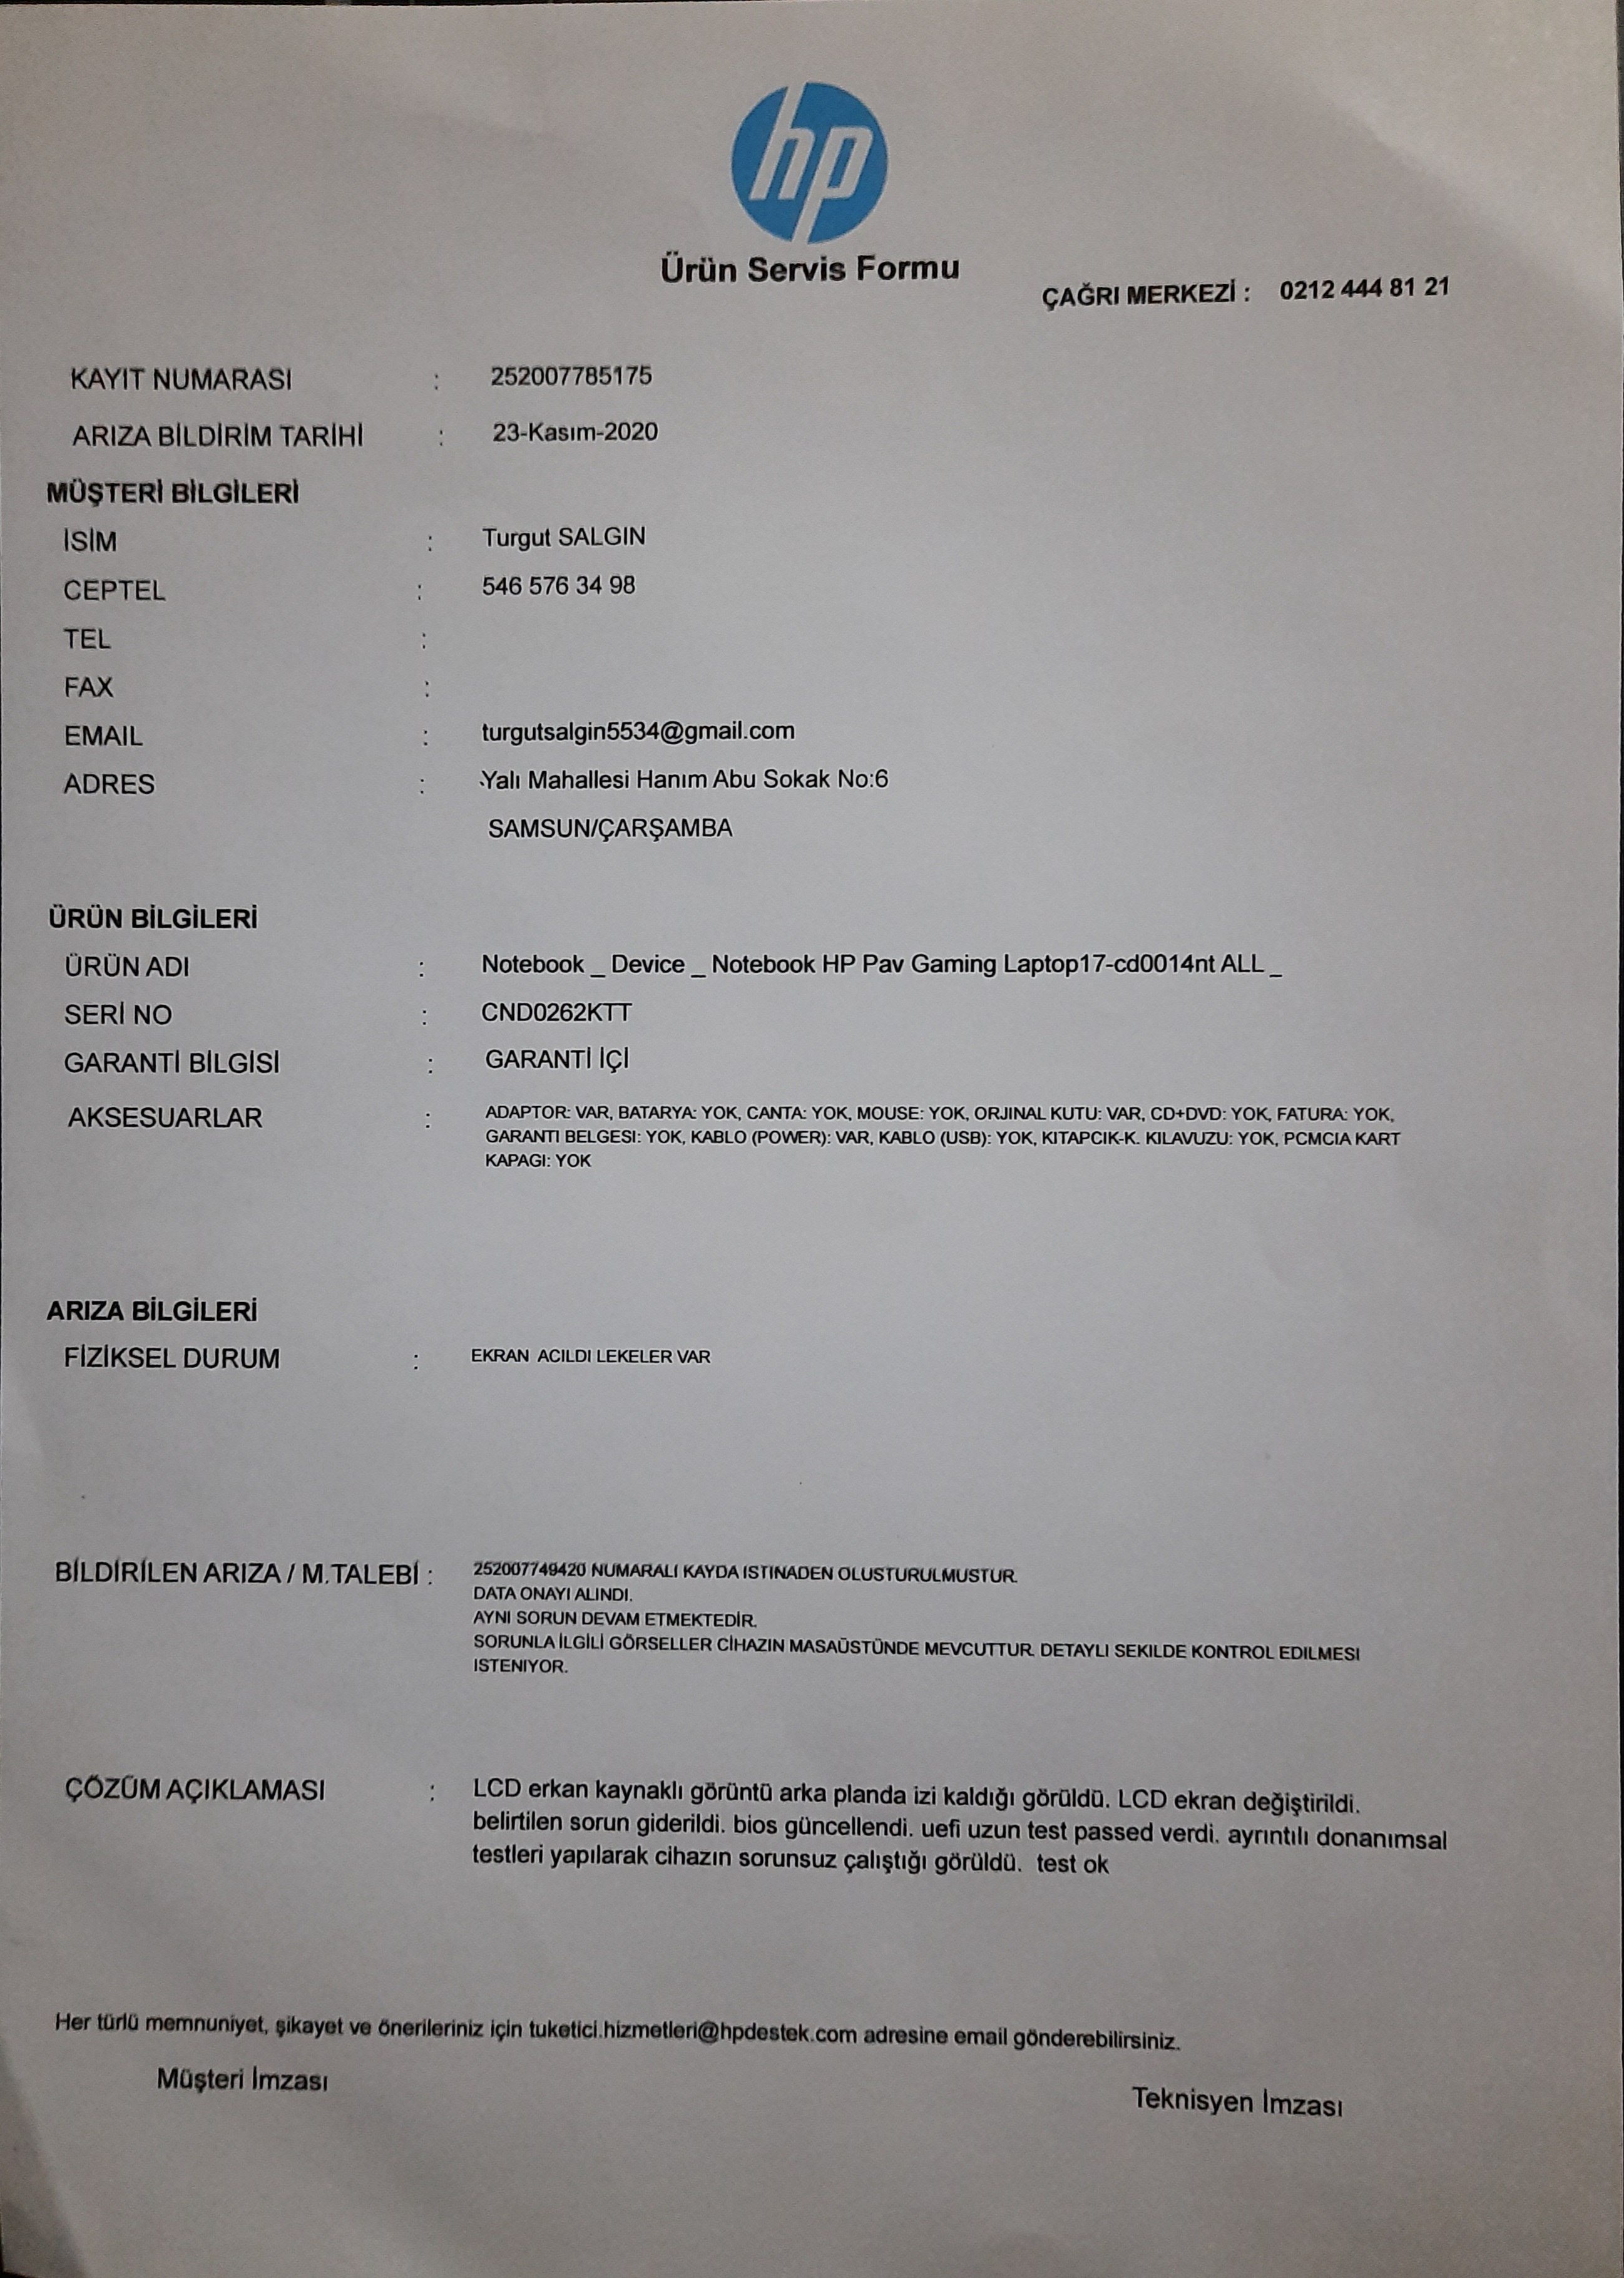 hp
Ürün Servis Formu
ÇAĞRI MERKEZİ : 0212 444 81 21
KAYIT NUMARASI : 252007785175
ARIZA BİLDİRİM TARİHİ : 23-Kasım-2020
MÜŞTERİ BİLGİLERİ
İSİM : Turgut SALGIN
CEPTEL : 546 576 34 98
TEL :
FAX :
EMAIL : turgutsalgin5534@gmail.com
ADRES : Yalı Mahallesi Hanım Abu Sokak No:6
SAMSUN/ÇARŞAMBA
ÜRÜN BİLGİLERİ
ÜRÜN ADI : Notebook _ Device _ Notebook HP Pav Gaming Laptop17-cd0014nt ALL _
SERİ NO : CND0262KTT
GARANTİ BİLGİSİ : GARANTİ İÇİ
AKSESUARLAR : ADAPTOR: VAR, BATARYA: YOK, CANTA: YOK, MOUSE: YOK, ORJINAL KUTU: VAR, CD+DVD: YOK, FATURA: YOK,
GARANTI BELGESI: YOK, KABLO (POWER): VAR, KABLO (USB): YOK, KITAPCIK-K. KILAVUZU: YOK, PCMCIA KART
KAPAGI: YOK
ARIZA BİLGİLERİ
FİZİKSEL DURUM : EKRAN ACILDI LEKELER VAR
BİLDİRİLEN ARIZA / M.TALEBİ : 252007749420 NUMARALI KAYDA ISTINADEN OLUSTURULMUSTUR.
DATA ONAYI ALINDI.
AYNI SORUN DEVAM ETMEKTEDİR.
SORUNLA İLGİLİ GÖRSELLER CİHAZIN MASAÜSTÜNDE MEVCUTTUR. DETAYLI SEKILDE KONTROL EDILMESI
ISTENIYOR.
ÇÖZÜM AÇIKLAMASI : LCD erkan kaynaklı görüntü arka planda izi kaldığı görüldü. LCD ekran değiştirildi.
belirtilen sorun giderildi. bios güncellendi. uefi uzun test passed verdi. ayrıntılı donanımsal
testleri yapılarak cihazın sorunsuz çalıştığı görüldü. test ok
Her türlü memnuniyet, şikayet ve önerileriniz için tuketici.hizmetleri@hpdestek.com adresine email gönderebilirsiniz.
Müşteri İmzası
Teknisyen İmzası